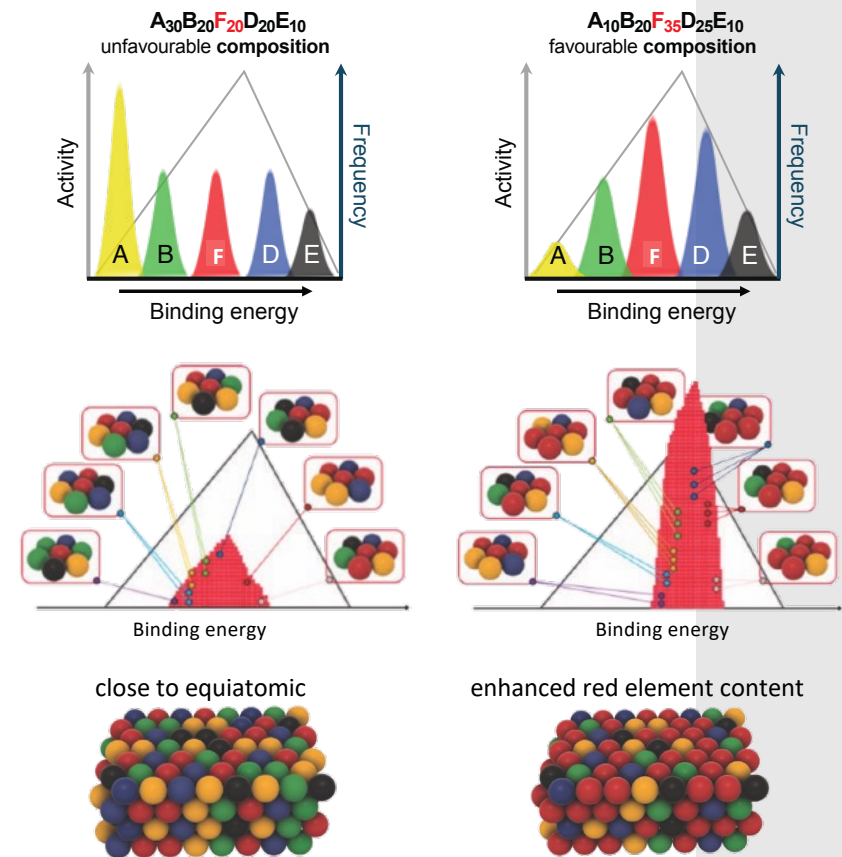 A30B20F20D20E10
unfavourable composition
Activity
Frequency
A B F D E
Binding energy
A10B20F35D25E10
favourable composition
Activity
Frequency
A B F D E
Binding energy
Binding energy
Binding energy
close to equiatomic
enhanced red element content